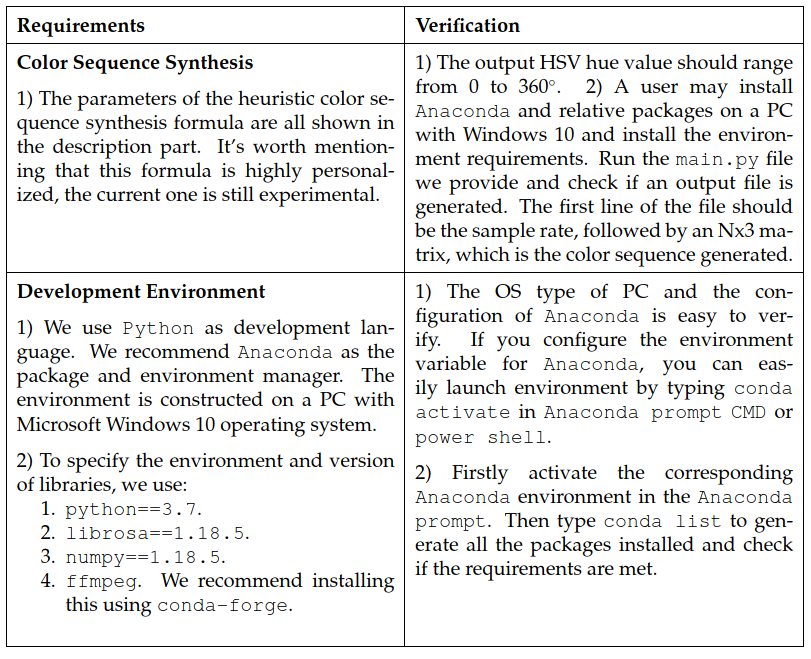 Requirements
Verification
Color Sequence Synthesis
1) The parameters of the heuristic color se-
quence synthesis formula are all shown in
the description part. It's worth mention-
ing that this formula is highly personal-
ized, the current one is still experimental.
1) The output HSV hue value should range
from 0 to 360°. 2) A user may install
Anaconda and relative packages on a PC
with Windows 10 and install the environ-
ment requirements. Run the main.py file
we provide and check if an output file is
generated. The first line of the file should
be the sample rate, followed by an Nx3 ma-
trix, which is the color sequence generated.
Development Environment
1) We use Python as development lan-
guage. We recommend Anaconda as the
package and environment manager. The
environment is constructed on a PC with
Microsoft Windows 10 operating system.
2) To specify the environment and version
of libraries, we use:
1. python==3.7.
2. librosa==1.18.5.
3. numpy==1.18.5.
4. ffmpeg. We recommend installing
this using conda-forge.
1) The OS type of PC and the con-
figuration of Anaconda is easy to ver-
ify. If you configure the environment
variable for Anaconda, you can eas-
ily launch environment by typing conda
activate in Anaconda prompt CMD or
power shell.
2) Firstly activate the corresponding
Anaconda environment in the Anaconda
prompt. Then type conda list to gen-
erate all the packages installed and check
if the requirements are met.